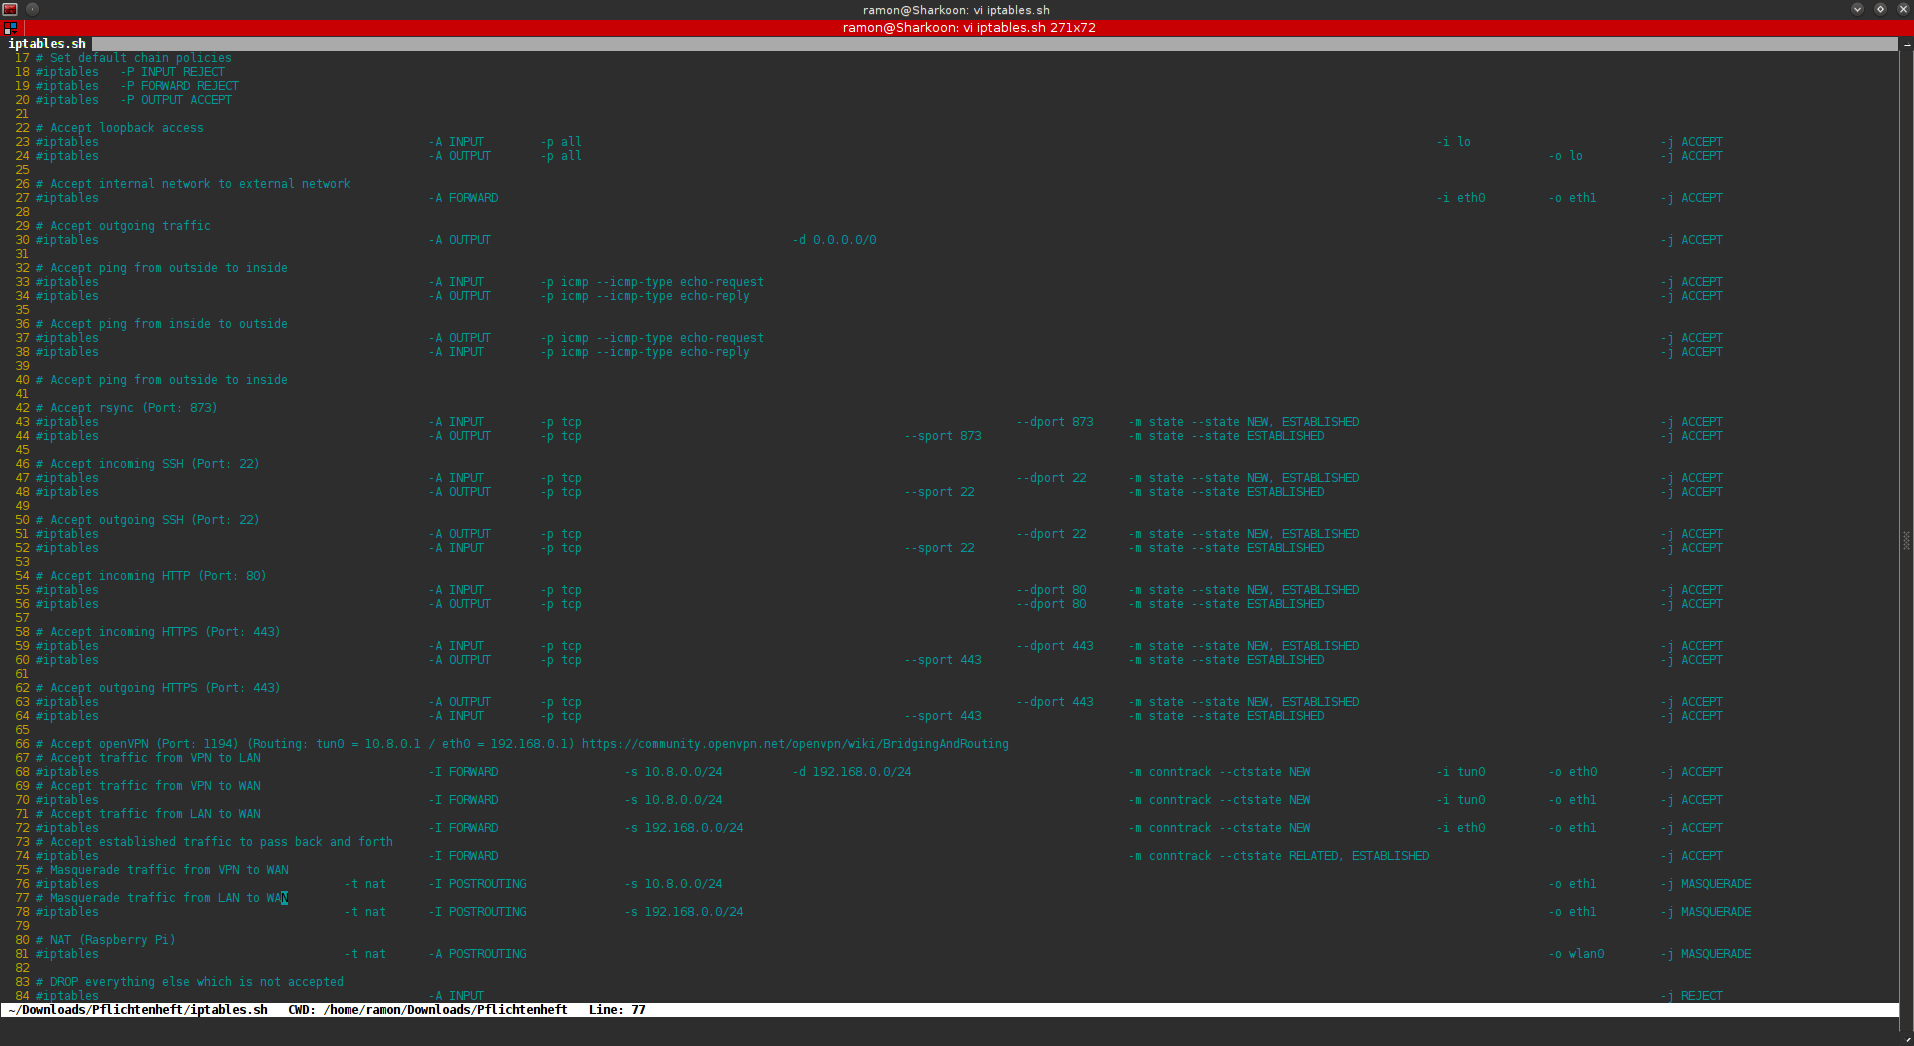 ramon@Sharkoon: vi iptables.sh
ramon@Sharkoon: vi iptables.sh 271x72
iptables.sh
17 # Set default chain policies
18 #iptables -P INPUT REJECT
19 #iptables -P FORWARD REJECT
20 #iptables -P OUTPUT ACCEPT
21
22 # Accept loopback access
23 #iptables -A INPUT -p all -i lo -j ACCEPT
24 #iptables -A OUTPUT -p all -o lo -j ACCEPT
25
26 # Accept internal network to external network
27 #iptables -A FORWARD -i eth0 -o eth1 -j ACCEPT
28
29 # Accept outgoing traffic
30 #iptables -A OUTPUT -d 0.0.0.0/0 -j ACCEPT
31
32 # Accept ping from outside to inside
33 #iptables -A INPUT -p icmp --icmp-type echo-request -j ACCEPT
34 #iptables -A OUTPUT -p icmp --icmp-type echo-reply -j ACCEPT
35
36 # Accept ping from inside to outside
37 #iptables -A OUTPUT -p icmp --icmp-type echo-request -j ACCEPT
38 #iptables -A INPUT -p icmp --icmp-type echo-reply -j ACCEPT
39
40 # Accept ping from outside to inside
41
42 # Accept rsync (Port: 873)
43 #iptables -A INPUT -p tcp --dport 873 -m state --state NEW, ESTABLISHED -j ACCEPT
44 #iptables -A OUTPUT -p tcp --sport 873 -m state --state ESTABLISHED -j ACCEPT
45
46 # Accept incoming SSH (Port: 22)
47 #iptables -A INPUT -p tcp --dport 22 -m state --state NEW, ESTABLISHED -j ACCEPT
48 #iptables -A OUTPUT -p tcp --sport 22 -m state --state ESTABLISHED -j ACCEPT
49
50 # Accept outgoing SSH (Port: 22)
51 #iptables -A OUTPUT -p tcp --dport 22 -m state --state NEW, ESTABLISHED -j ACCEPT
52 #iptables -A INPUT -p tcp --sport 22 -m state --state ESTABLISHED -j ACCEPT
53
54 # Accept incoming HTTP (Port: 80)
55 #iptables -A INPUT -p tcp --dport 80 -m state --state NEW, ESTABLISHED -j ACCEPT
56 #iptables -A OUTPUT -p tcp --dport 80 -m state --state ESTABLISHED -j ACCEPT
57
58 # Accept incoming HTTPS (Port: 443)
59 #iptables -A INPUT -p tcp --dport 443 -m state --state NEW, ESTABLISHED -j ACCEPT
60 #iptables -A OUTPUT -p tcp --sport 443 -m state --state ESTABLISHED -j ACCEPT
61
62 # Accept outgoing HTTPS (Port: 443)
63 #iptables -A OUTPUT -p tcp --dport 443 -m state --state NEW, ESTABLISHED -j ACCEPT
64 #iptables -A INPUT -p tcp --sport 443 -m state --state ESTABLISHED -j ACCEPT
65
66 # Accept openVPN (Port: 1194) (Routing: tun0 = 10.8.0.1 / eth0 = 192.168.0.1) https://community.openvpn.net/openvpn/wiki/BridgingAndRouting
67 # Accept traffic from VPN to LAN
68 #iptables -I FORWARD -s 10.8.0.0/24 -d 192.168.0.0/24 -m conntrack --ctstate NEW -i tun0 -o eth0 -j ACCEPT
69 # Accept traffic from VPN to WAN
70 #iptables -I FORWARD -s 10.8.0.0/24 -m conntrack --ctstate NEW -i tun0 -o eth1 -j ACCEPT
71 # Accept traffic from LAN to WAN
72 #iptables -I FORWARD -s 192.168.0.0/24 -m conntrack --ctstate NEW -i eth0 -o eth1 -j ACCEPT
73 # Accept established traffic to pass back and forth
74 #iptables -I FORWARD -m conntrack --ctstate RELATED, ESTABLISHED -j ACCEPT
75 # Masquerade traffic from VPN to WAN
76 #iptables -t nat -I POSTROUTING -s 10.8.0.0/24 -o eth1 -j MASQUERADE
77 # Masquerade traffic from LAN to WAN
78 #iptables -t nat -I POSTROUTING -s 192.168.0.0/24 -o eth1 -j MASQUERADE
79
80 # NAT (Raspberry Pi)
81 #iptables -t nat -A POSTROUTING -o wlan0 -j MASQUERADE
82
83 # DROP everything else which is not accepted
84 #iptables -A INPUT -j REJECT
~/Downloads/Pflichtenheft/iptables.sh CWD: /home/ramon/Downloads/Pflichtenheft Line: 77